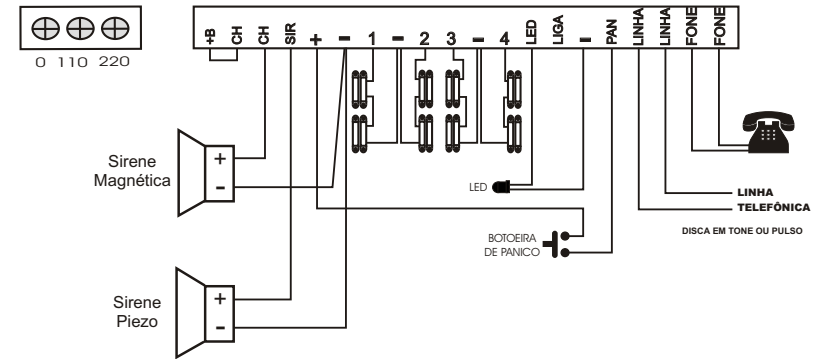 0 110 220
+B CH CH SIR + - 1 - 2 3 - 4 LED LIGA - PAN LINHA LINHA FONE FONE
Sirene
Magnética
+
-
LED
LINHA
TELEFÔNICA
DISCA EM TONE OU PULSO
BOTOEIRA
DE PANICO
Sirene
Piezo
+
-